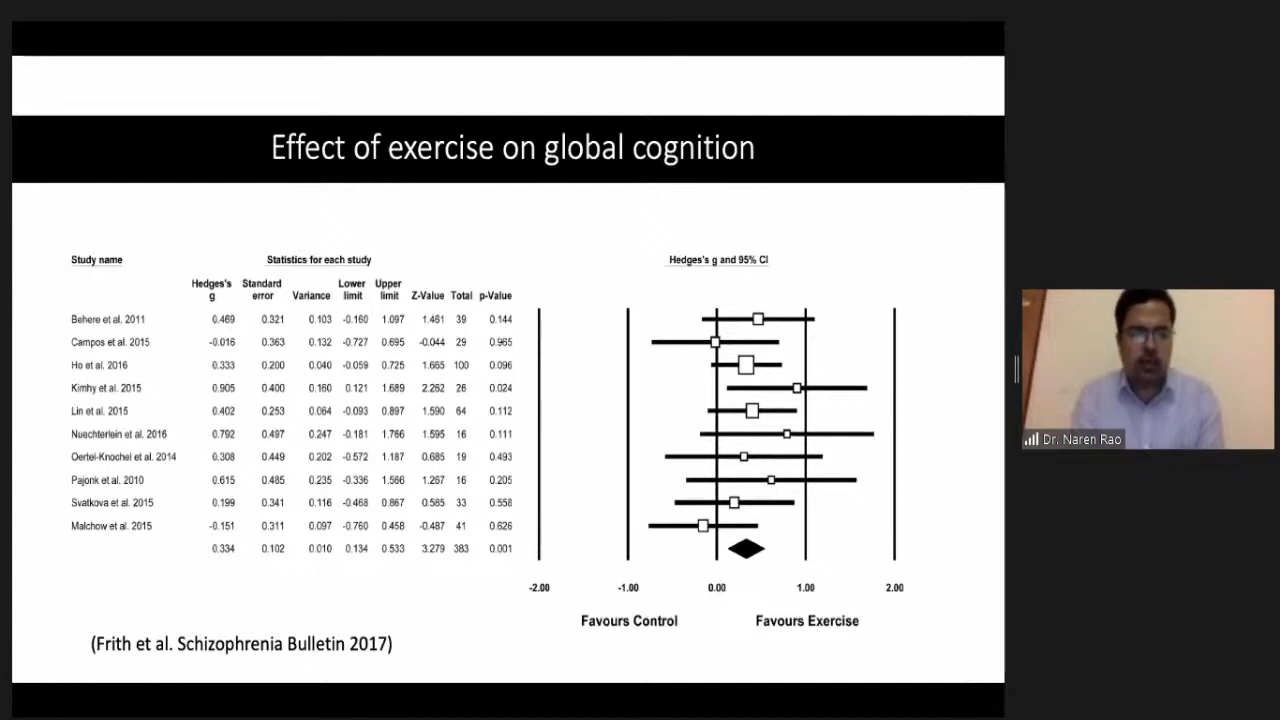 Effect of exercise on global cognition
Study name Statistics for each study Hedges's g and 95% CI
Hedges's g Standard error Variance Lower limit Upper limit Z-Value Total p-Value
Behere et al. 2011 0.469 0.321 0.103 -0.160 1.097 1.461 39 0.144
Campos et al. 2015 -0.016 0.363 0.132 -0.727 0.695 -0.044 29 0.965
Ho et al. 2016 0.333 0.200 0.040 -0.059 0.725 1.665 100 0.096
Kimhy et al. 2015 0.905 0.400 0.160 0.121 1.689 2.262 26 0.024
Lin et al. 2015 0.402 0.253 0.064 -0.093 0.897 1.590 64 0.112
Nuechterlein et al. 2016 0.792 0.497 0.247 -0.181 1.766 1.595 16 0.111
Oertel-Knochel et al. 2014 0.308 0.449 0.202 -0.572 1.187 0.685 19 0.493
Pajonk et al. 2010 0.615 0.485 0.235 -0.336 1.566 1.267 16 0.205
Svatkova et al. 2015 0.199 0.341 0.116 -0.468 0.867 0.585 33 0.558
Malchow et al. 2015 -0.151 0.311 0.097 -0.760 0.458 -0.487 41 0.626
0.334 0.102 0.010 0.134 0.533 3.279 383 0.001
-2.00 -1.00 0.00 1.00 2.00
Favours Control Favours Exercise
(Frith et al. Schizophrenia Bulletin 2017)
Dr. Naren Rao